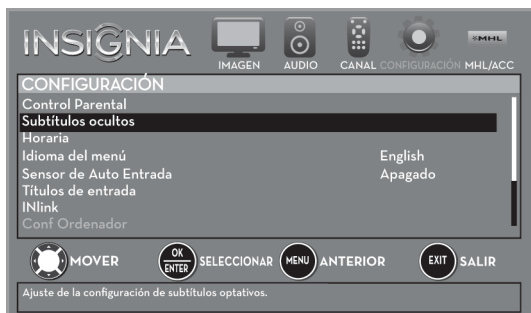 INSIGNIA
IMAGEN AUDIO CANAL CONFIGURACIÓN MHL/ACC
MHL
CONFIGURACIÓN
Control Parental
Subtítulos ocultos
Horaria
Idioma del menú English
Sensor de Auto Entrada Apagado
Títulos de entrada
INlink
Conf Ordenador
MOVER OK ENTER SELECCIONAR MENU ANTERIOR EXIT SALIR
Ajuste de la configuración de subtítulos optativos.